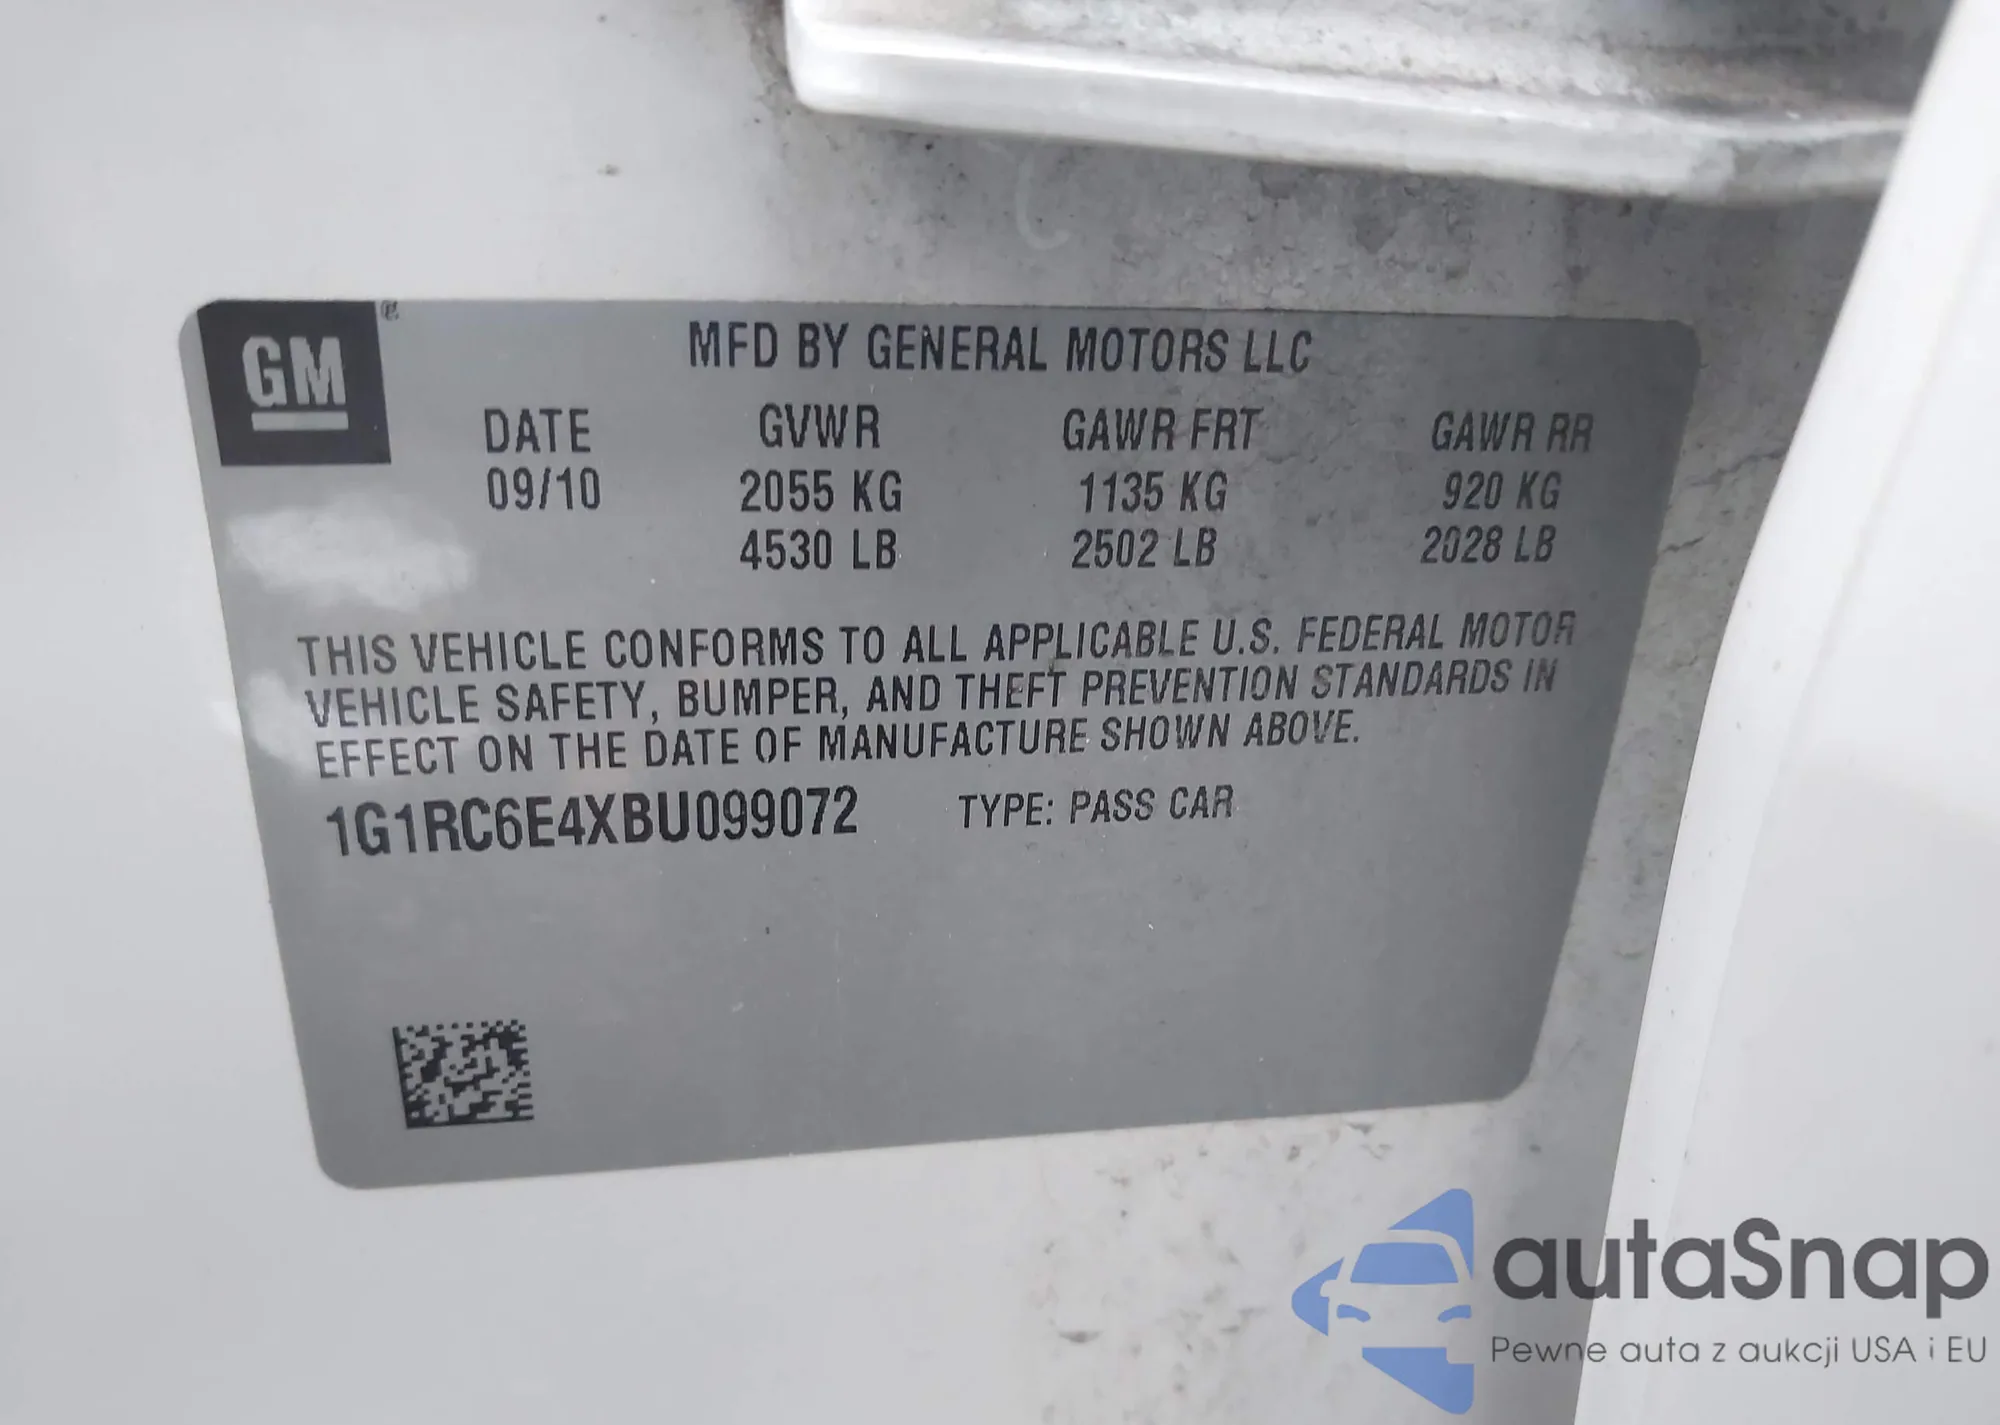 GM®
MFD BY GENERAL MOTORS LLC
DATE GVWR GAWR FRT GAWR RR
09/10 2055 KG 1135 KG 920 KG
4530 LB 2502 LB 2028 LB
THIS VEHICLE CONFORMS TO ALL APPLICABLE U.S. FEDERAL MOTOR
VEHICLE SAFETY, BUMPER, AND THEFT PREVENTION STANDARDS IN
EFFECT ON THE DATE OF MANUFACTURE SHOWN ABOVE.
1G1RC6E4XBU099072 TYPE: PASS CAR
autaSnap
Pewne auta z aukcji USA i EU